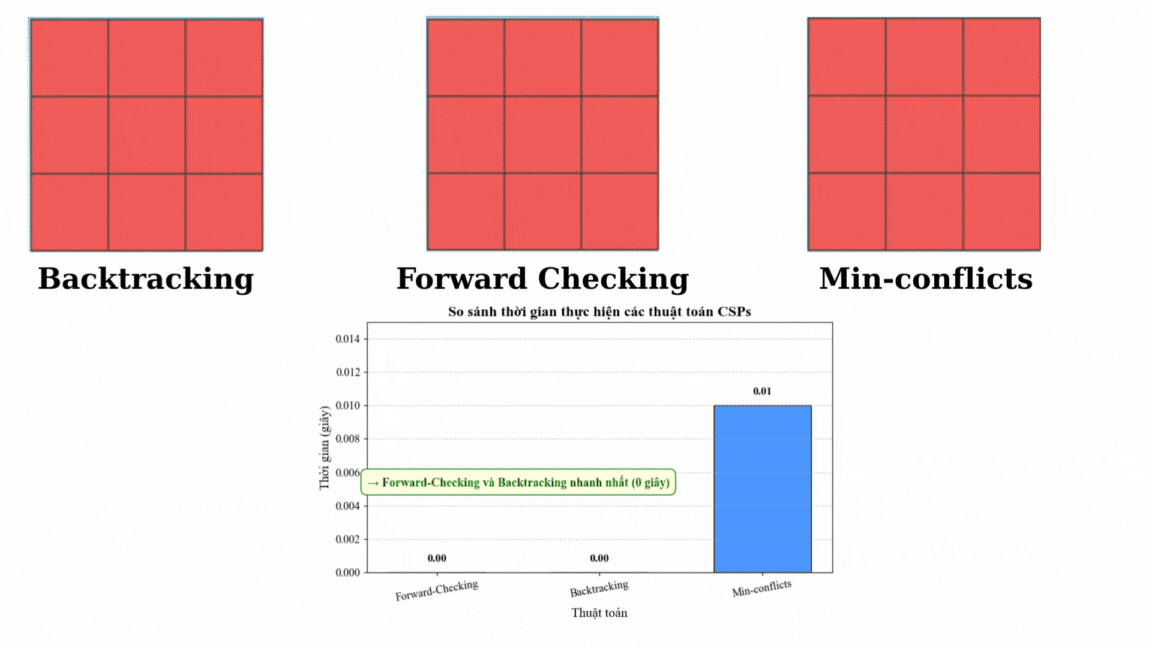 Backtracking
Forward Checking
Min-conflicts
So sánh thời gian thực hiện các thuật toán CSPs
Thời gian (giây)
0.014
0.012
0.010
0.008
0.006
0.004
0.002
0.000
0.01
→ Forward-Checking và Backtracking nhanh nhất (0 giây)
0.00
0.00
Forward-Checking
Backtracking
Min-conflicts
Thuật toán